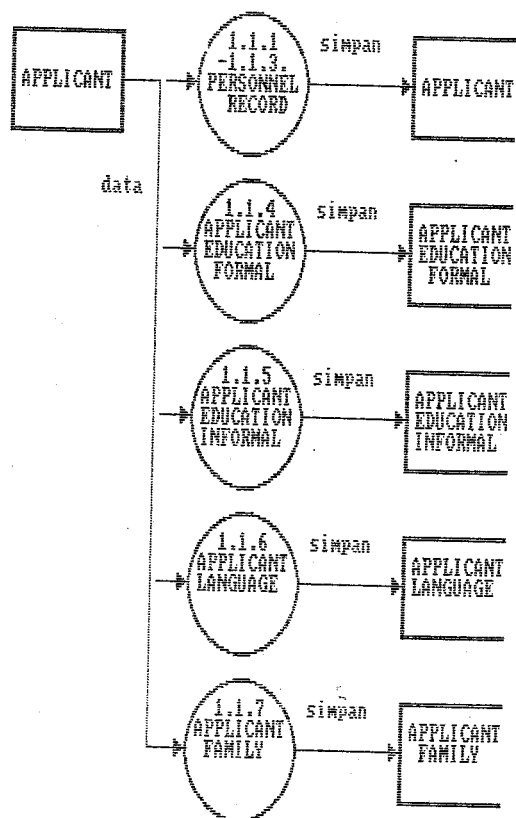 APPLICANT
1.1.1
-1.1.3.
PERSONNEL
RECORD
simpan
APPLICANT
data
1.1.4
APPLICANT
EDUCATION
FORMAL
simpan
APPLICANT
EDUCATION
FORMAL
1.1.5
APPLICANT
EDUCATION
INFORMAL
simpan
APPLICANT
EDUCATION
INFORMAL
1.1.6
APPLICANT
LANGUAGE
simpan
APPLICANT
LANGUAGE
1.1.7
APPLICANT
FAMILY
simpan
APPLICANT
FAMILY